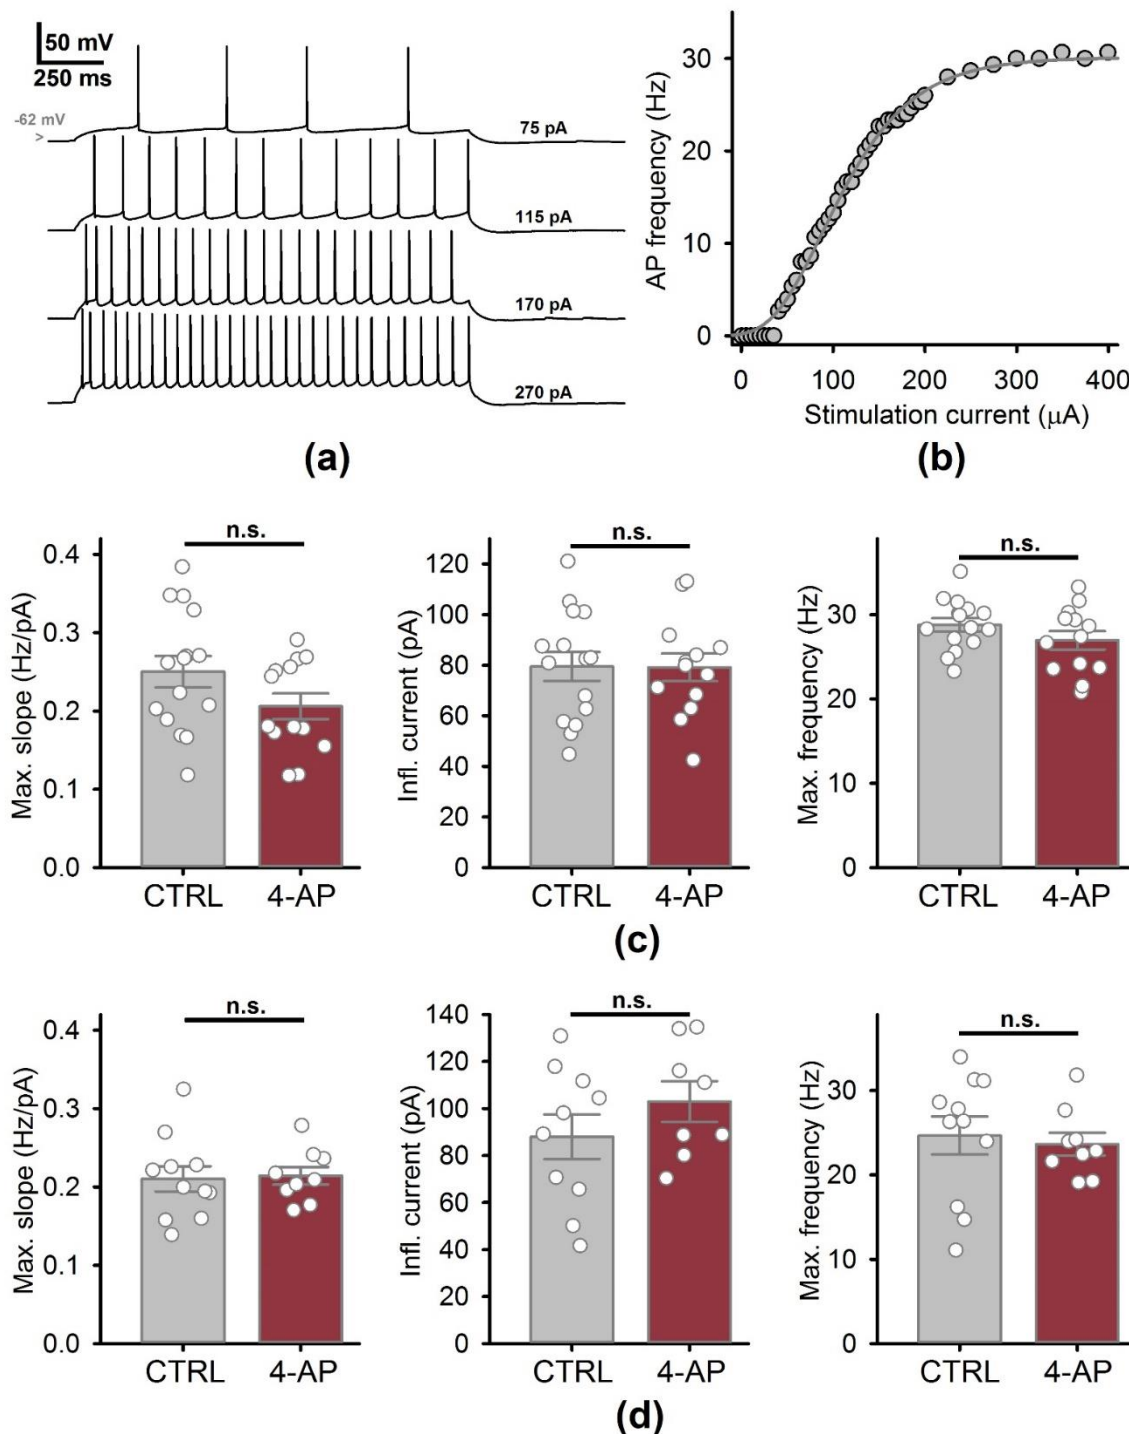 50 mV
250 ms
-62 mV
>
75 pA
115 pA
170 pA
270 pA
(a)
AP frequency (Hz)
30
20
10
0
0 100 200 300 400
Stimulation current (μA)
(b)
Max. slope (Hz/pA)
0.4
0.3
0.2
0.1
0.0
n.s.
CTRL 4-AP
Infl. current (pA)
120
100
80
60
40
20
0
n.s.
CTRL 4-AP
Max. frequency (Hz)
30
20
10
0
n.s.
CTRL 4-AP
(c)
Max. slope (Hz/pA)
0.4
0.3
0.2
0.1
0.0
n.s.
CTRL 4-AP
Infl. current (pA)
140
120
100
80
60
40
20
0
n.s.
CTRL 4-AP
Max. frequency (Hz)
30
20
10
0
n.s.
CTRL 4-AP
(d)